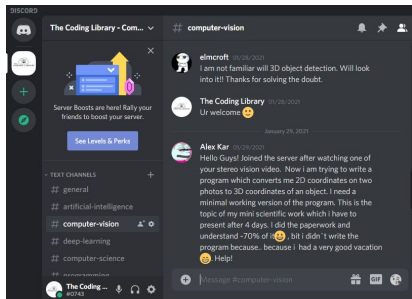 DISCORD
The Coding Library - Com...
Server Boosts are here! Rally your
friends to boost your server.
See Levels & Perks
TEXT CHANNELS
# general
# artificial-intelligence
# computer-vision
# deep-learning
# computer-science
# programming
The Coding ...
#0743
# computer-vision
elmcroft 01/28/2021
I am not familiar will 3D object detection. Will look
into it!! Thanks for solving the doubt.
The Coding Library 01/28/2021
Your welcome
January 29, 2021
Alex Kar 01/29/2021
Hello Guys! Joined the server after watching one
of your stereo vision video. Now i am trying to write a
program which converts me 2D coordinates on two
photos to 3D coordinates of an object. I need a
minimal working version of the program. This is the
topic of my mini scientific work which i have to
present after 4 days. I did the paperwork and
understand ~70% of it , bit i didn`t write the
program because.. because i had a very good vacation
. Help!
Message #computer-vision
GIF